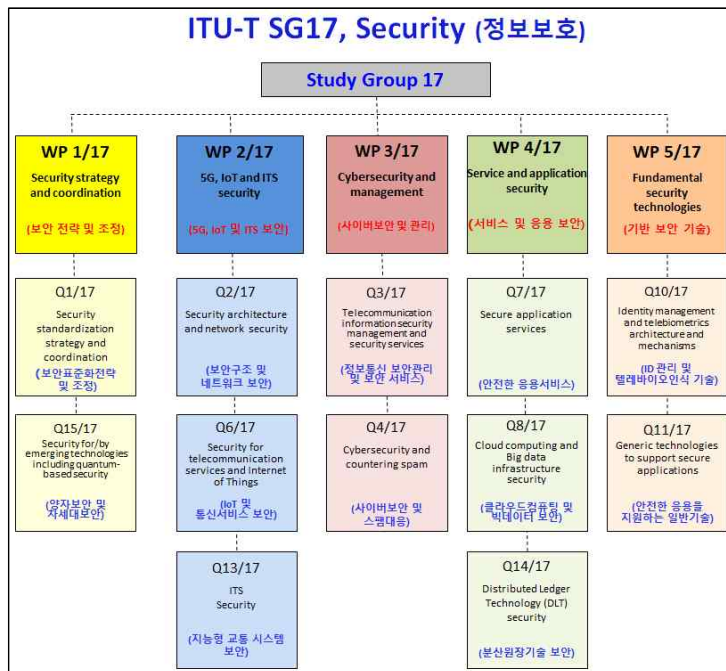 ITU-T SG17, Security (정보보호)
Study Group 17
WP 1/17
Security strategy
and coordination
(보안 전략 및 조정)
WP 2/17
5G, IoT and ITS
security
(5G, IoT 및 ITS 보안)
WP 3/17
Cybersecurity and
management
(사이버보안 및 관리)
WP 4/17
Service and application
security
(서비스 및 응용 보안)
WP 5/17
Fundamental
security
technologies
(기반 보안 기술)
Q1/17
Security
standardization
strategy and
coordination
(보안표준화전략
및 조정)
Q2/17
Security architecture
and network security
(보안구조 및
네트워크 보안)
Q3/17
Telecommunication
information security
management and
security services
(정보통신 보안관리
및 보안 서비스)
Q7/17
Secure application
services
(안전한 응용서비스)
Q10/17
Identity management
and telebiometrics
architecture and
mechanisms
(ID 관리 및
텔레바이오인식 기술)
Q15/17
Security for/by
emerging technologies
including quantum-
based security
(양자보안 및
차세대보안)
Q6/17
Security for
telecommunication
services and Internet
of Things
(IoT 및
통신서비스 보안)
Q4/17
Cybersecurity and
countering spam
(사이버보안 및
스팸대응)
Q8/17
Cloud computing and
Big data
infrastructure
security
(클라우드컴퓨팅 및
빅데이터 보안)
Q11/17
Generic technologies
to support secure
applications
(안전한 응용을
지원하는 일반기술)
Q13/17
ITS
Security
(지능형 교통 시스템
보안)
Q14/17
Distributed Ledger
Technology (DLT)
security
(분산원장기술 보안)